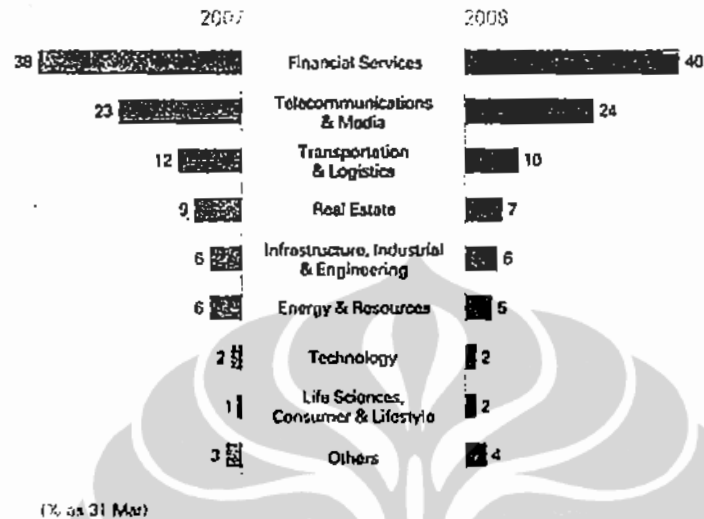 2007 2008
38 Financial Services 40
23 Telecommunications
& Media 24
12 Transportation
& Logistics 10
9 Real Estate 7
6 Infrastructure, Industrial
& Engineering 6
6 Energy & Resources 5
2 Technology 2
1 Life Sciences,
Consumer & Lifestyle 2
3 Others 4
(% as 31 Mar)